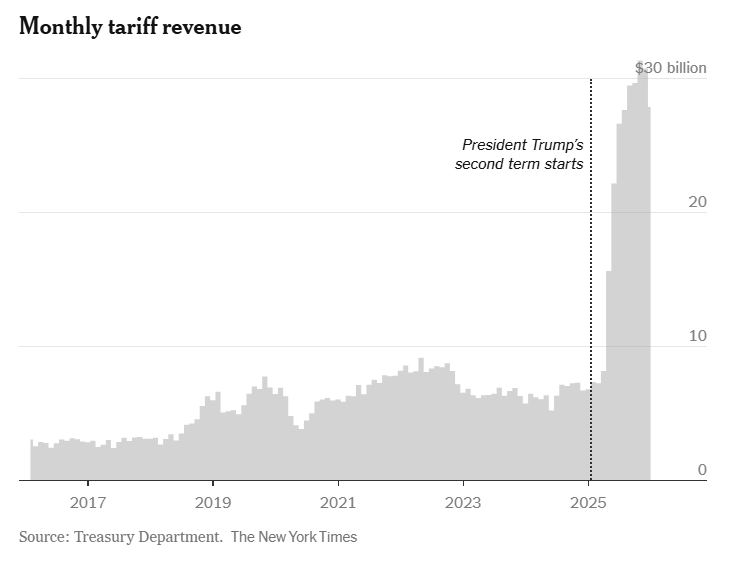 Monthly tariff revenue
$30 billion
President Trump's
second term starts
20
10
0
2017 2019 2021 2023 2025
Source: Treasury Department. The New York Times